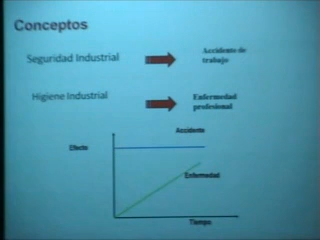 Conceptos
Seguridad Industrial
Accidente de
trabajo
Higiene Industrial
Enfermedad
profesional
Accidente
Efecto
Enfermedad
Tiempo